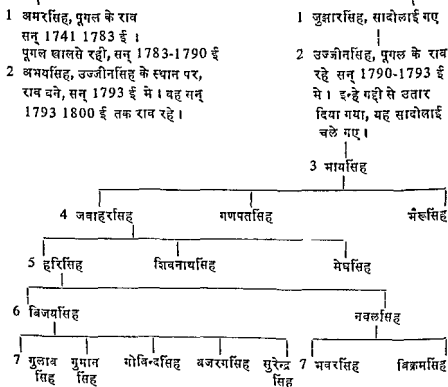 1 अमरसिंह, पूगल के राव
सन् 1741 1783 ई ।
पूगल खालसे रही, सन् 1783-1790 ई
2 अभयसिंह, उज्जीनसिंह के स्थान पर,
राव बने, सन् 1793 ई मे । यह सन्
1793 1800 ई तक राव रहे ।
1 जुझारसिंह, सादोलाई गए
2 उज्जीनसिंह, पूगल के राव
रहे सन् 1790-1793 ई
मे । इन्हे गद्दी से उतार
दिया गया, यह सादोलाई
चले गए ।
3 भायसिंह
4 जवाहरसिंह गणपतसिंह भैरूसिंह
5 हरिसिंह शिवनाथसिंह मेघसिंह
6 विजयसिंह नवलसिंह
7 गुलाब सिंह गुमान सिंह गोविन्दसिंह बजरगसिंह सुरेन्द्र सिंह 7 भवरसिंह विक्रमसिंह